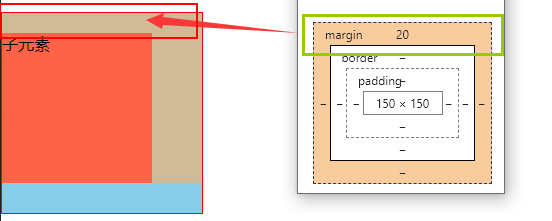 子元素
margin 20
border –
padding –
– – – 150 × 150 – – –
–
–
–